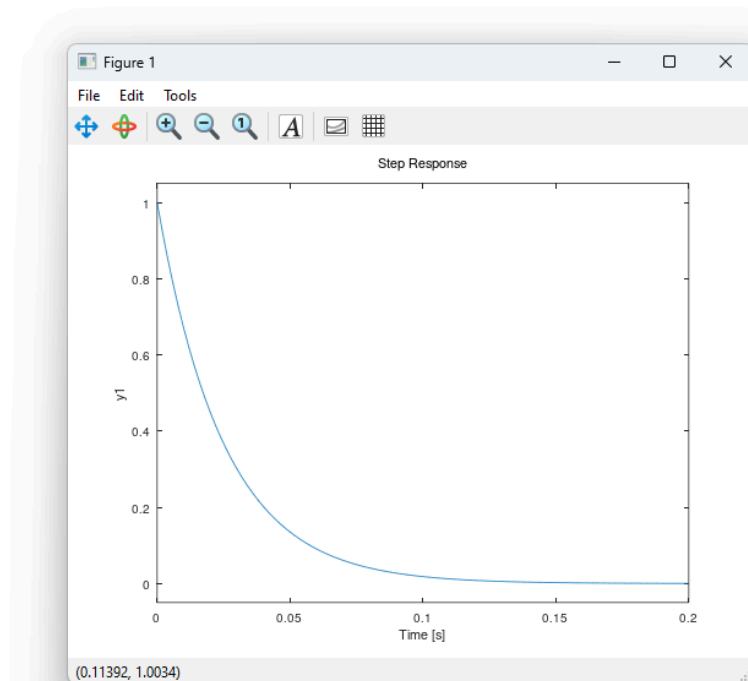 Figure 1
File Edit Tools
1 A
Step Response
1
0.8
0.6
0.4
0.2
0
y1
0 0.05 0.1 0.15 0.2
Time [s]
(0.11392, 1.0034)